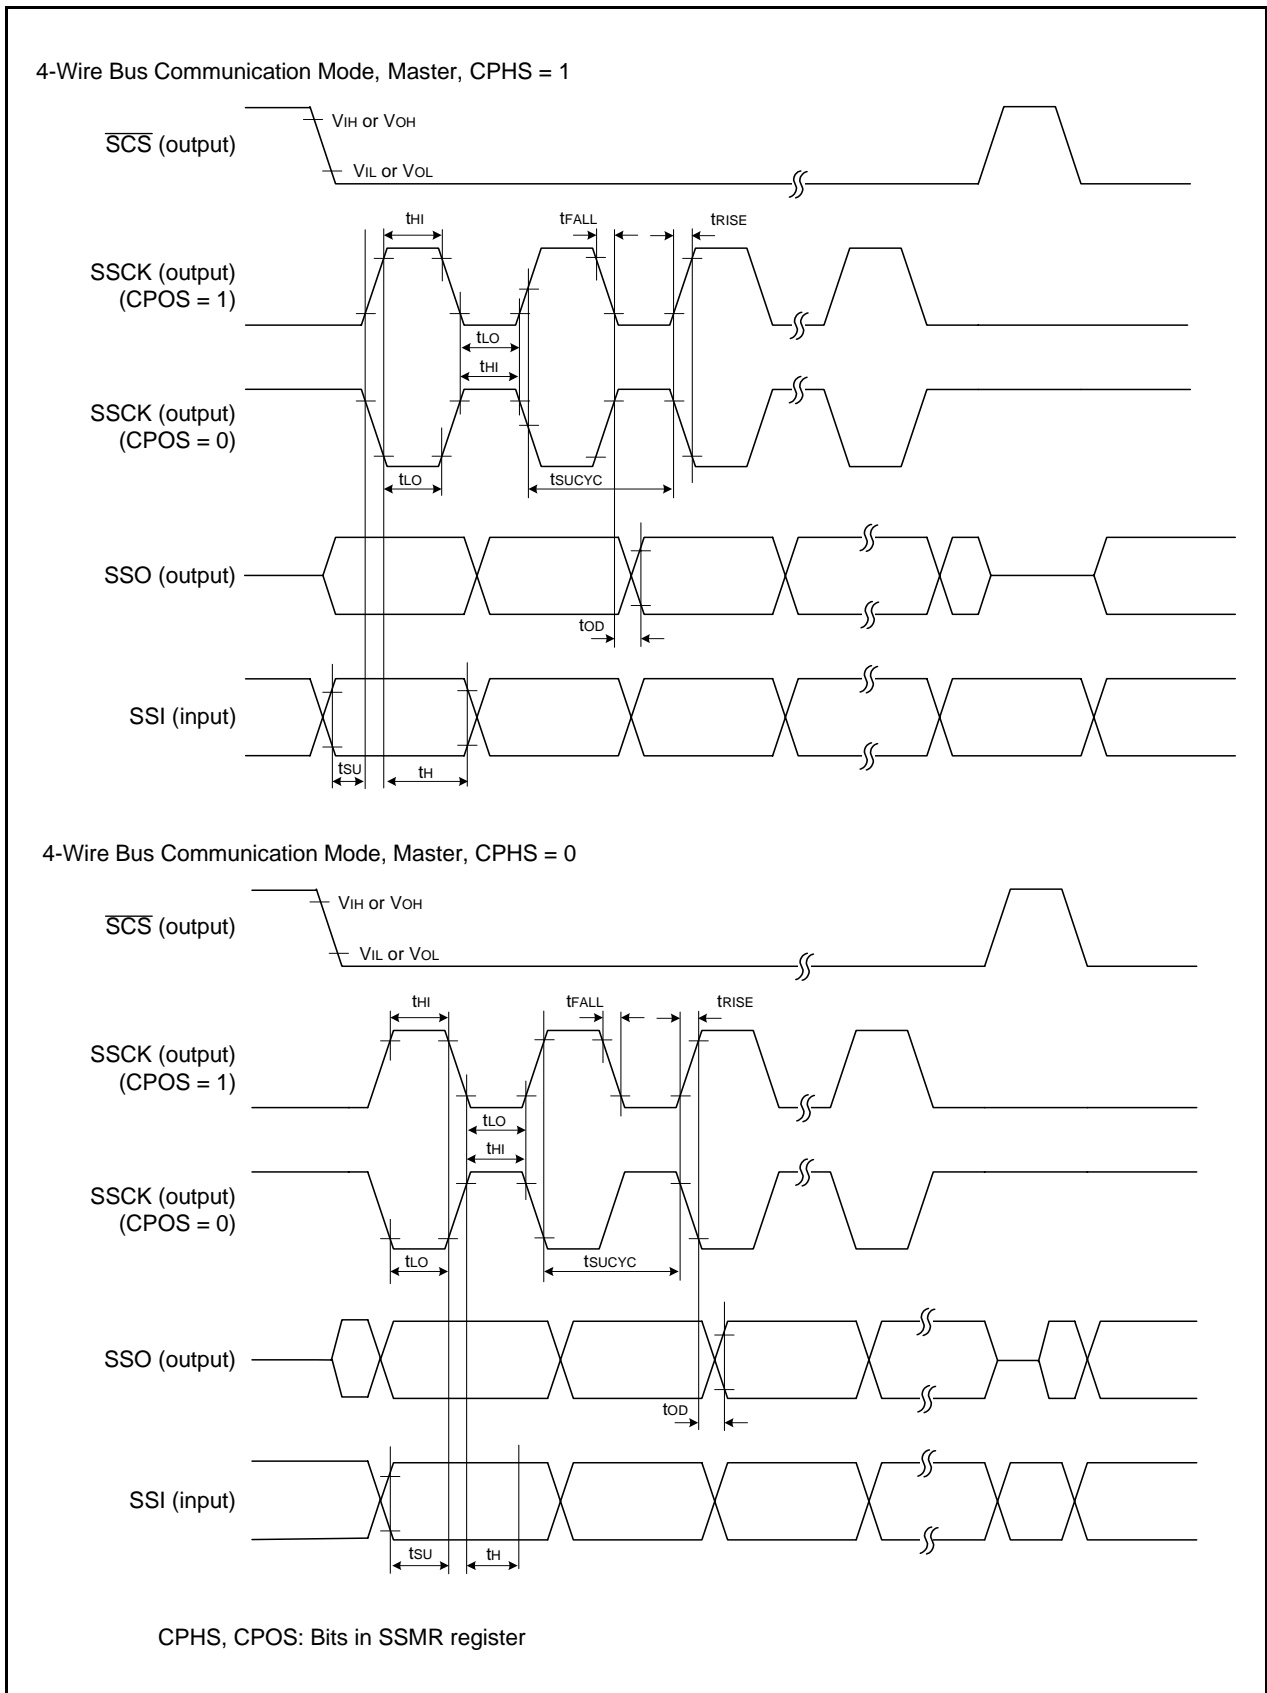 4-Wire Bus Communication Mode, Master, CPHS = 1
SCS (output)
VIH or VOH
VIL or VOL
tHI
tFALL
tRISE
SSCK (output)
(CPOS = 1)
tLO
tHI
SSCK (output)
(CPOS = 0)
tLO
tSUCYC
SSO (output)
tOD
SSI (input)
tSU
tH
4-Wire Bus Communication Mode, Master, CPHS = 0
SCS (output)
VIH or VOH
VIL or VOL
tHI
tFALL
tRISE
SSCK (output)
(CPOS = 1)
tLO
tHI
SSCK (output)
(CPOS = 0)
tLO
tSUCYC
SSO (output)
tOD
SSI (input)
tSU
tH
CPHS, CPOS: Bits in SSMR register